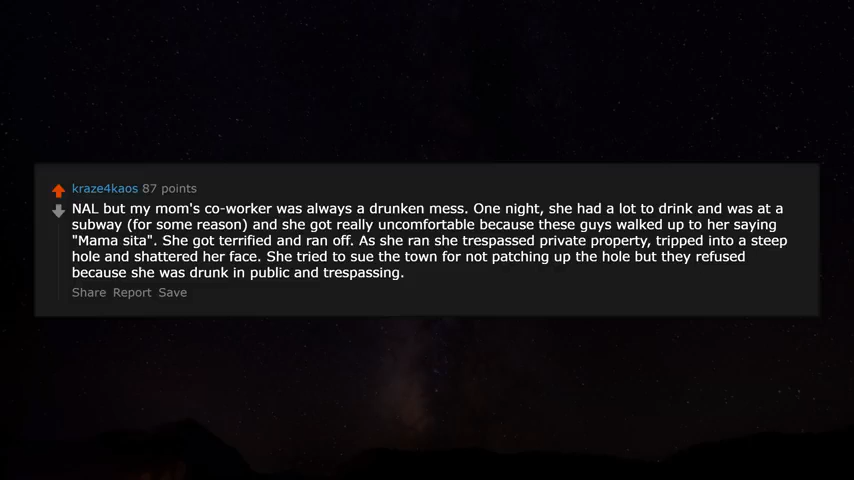 kraze4kaos 87 points
NAL but my mom's co-worker was always a drunken mess. One night, she had a lot to drink and was at a
subway (for some reason) and she got really uncomfortable because these guys walked up to her saying
"Mama sita". She got terrified and ran off. As she ran she trespassed private property, tripped into a steep
hole and shattered her face. She tried to sue the town for not patching up the hole but they refused
because she was drunk in public and trespassing.
Share Report Save